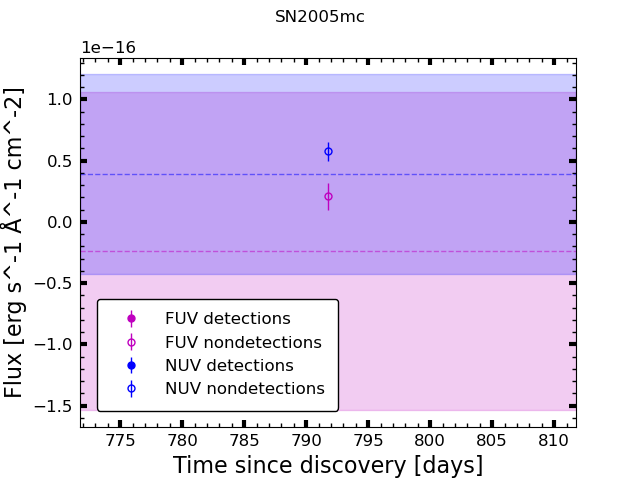 SN2005mc
1e−16
1.0
0.5
0.0
−0.5
−1.0
−1.5
Flux [erg s^-1 Å^-1 cm^-2]
FUV detections
FUV nondetections
NUV detections
NUV nondetections
775 780 785 790 795 800 805 810
Time since discovery [days]